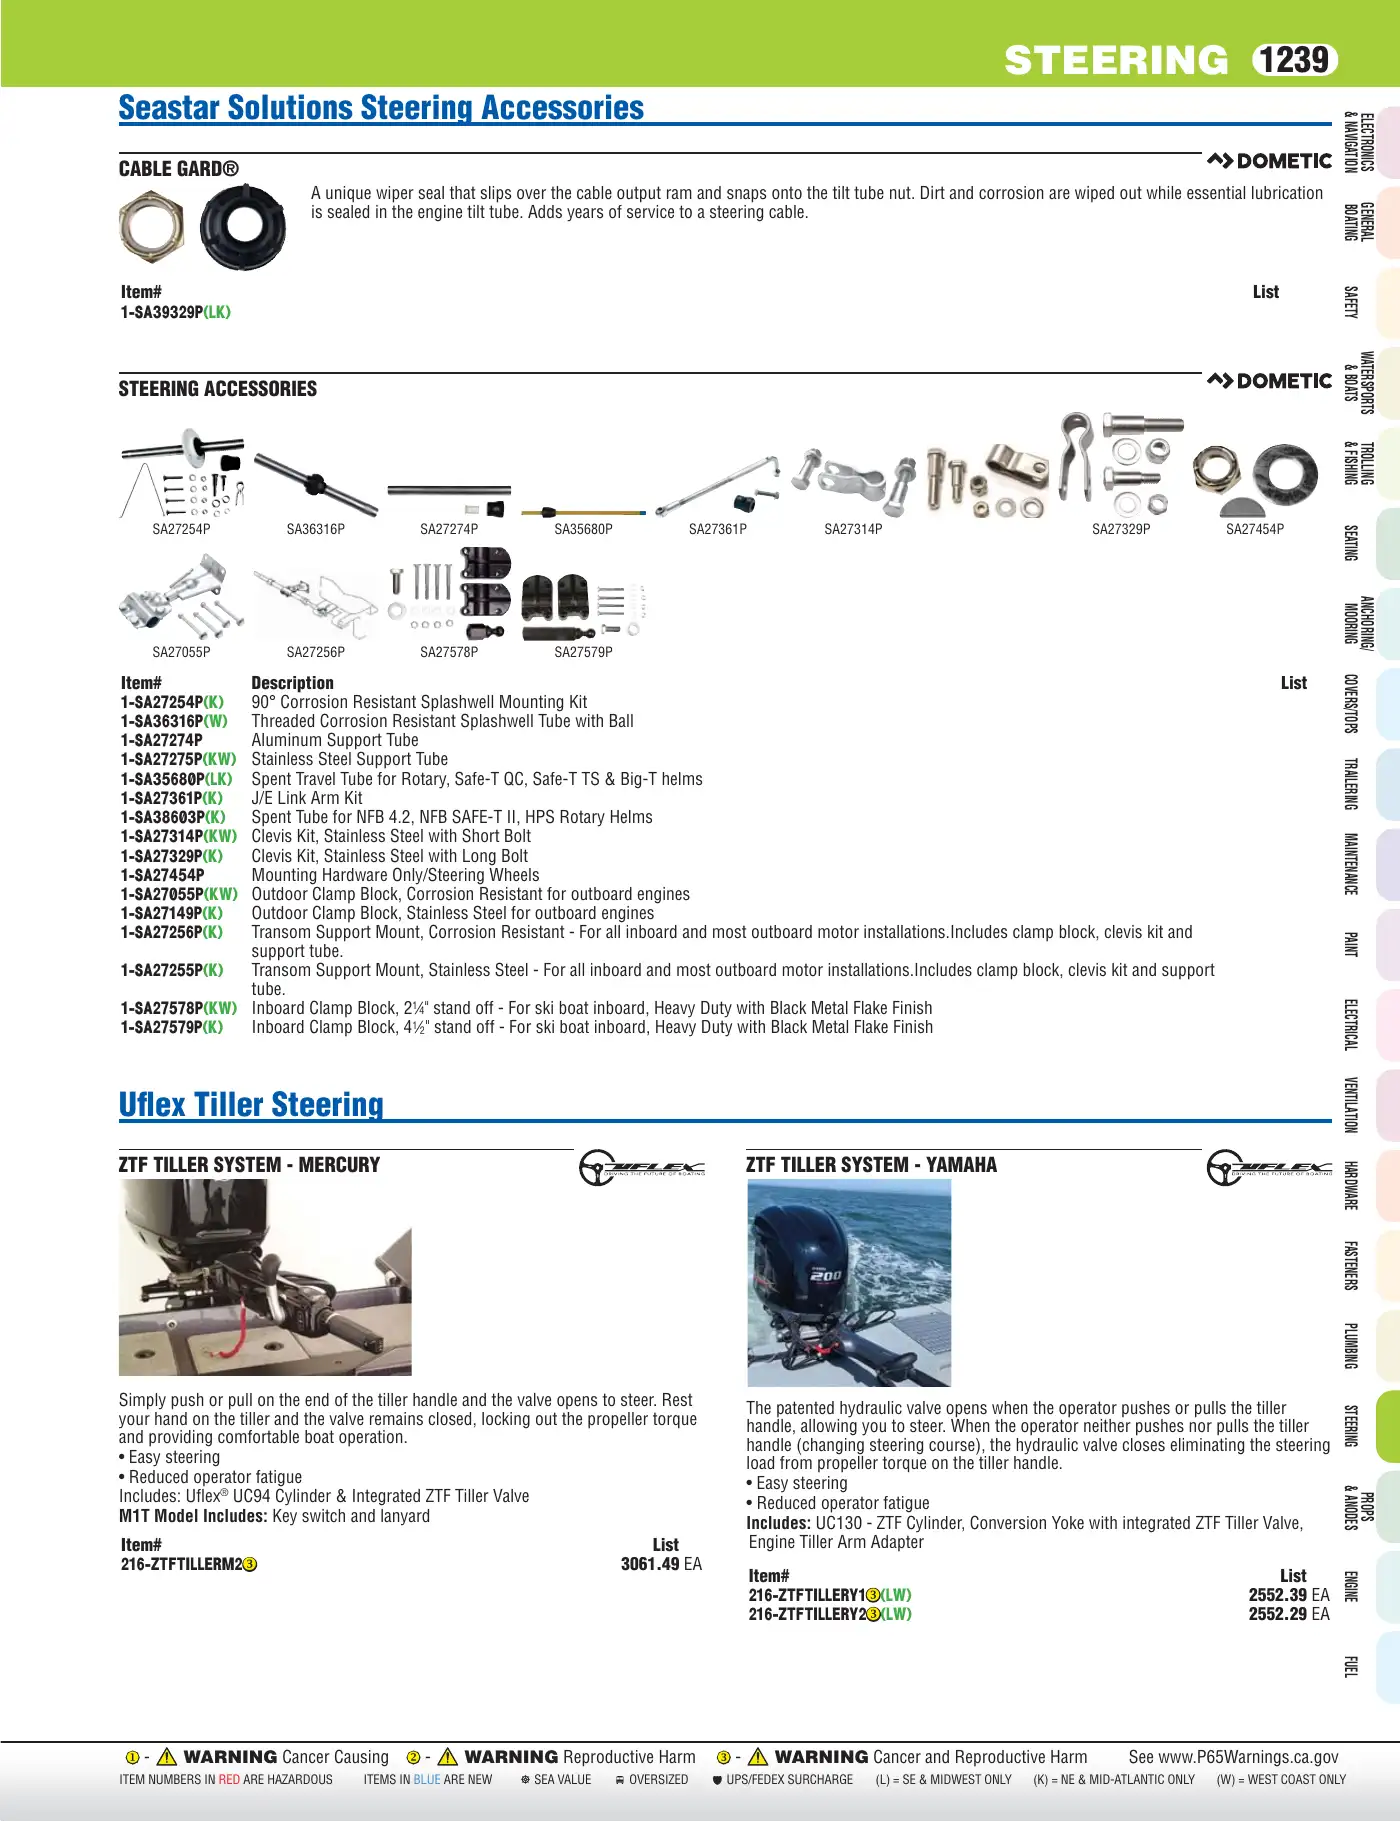 STEERING 1239
Seastar Solutions Steering Accessories
CABLE GARD®
DOMETIC
A unique wiper seal that slips over the cable output ram and snaps onto the tilt tube nut. Dirt and corrosion are wiped out while essential lubrication
is sealed in the engine tilt tube. Adds years of service to a steering cable.
Item# List
1-SA39329P(LK)
STEERING ACCESSORIES
DOMETIC
SA27254P SA36316P SA27274P SA35680P SA27361P SA27314P SA27329P SA27454P
SA27055P SA27256P SA27578P SA27579P
Item# Description List
1-SA27254P(K) 90° Corrosion Resistant Splashwell Mounting Kit
1-SA36316P(W) Threaded Corrosion Resistant Splashwell Tube with Ball
1-SA27274P Aluminum Support Tube
1-SA27275P(KW) Stainless Steel Support Tube
1-SA35680P(LK) Spent Travel Tube for Rotary, Safe-T QC, Safe-T TS & Big-T helms
1-SA27361P(K) J/E Link Arm Kit
1-SA38603P(K) Spent Tube for NFB 4.2, NFB SAFE-T II, HPS Rotary Helms
1-SA27314P(KW) Clevis Kit, Stainless Steel with Short Bolt
1-SA27329P(K) Clevis Kit, Stainless Steel with Long Bolt
1-SA27454P Mounting Hardware Only/Steering Wheels
1-SA27055P(KW) Outdoor Clamp Block, Corrosion Resistant for outboard engines
1-SA27149P(K) Outdoor Clamp Block, Stainless Steel for outboard engines
1-SA27256P(K) Transom Support Mount, Corrosion Resistant - For all inboard and most outboard motor installations.Includes clamp block, clevis kit and
support tube.
1-SA27255P(K) Transom Support Mount, Stainless Steel - For all inboard and most outboard motor installations.Includes clamp block, clevis kit and support
tube.
1-SA27578P(KW) Inboard Clamp Block, 2¼" stand off - For ski boat inboard, Heavy Duty with Black Metal Flake Finish
1-SA27579P(K) Inboard Clamp Block, 4½" stand off - For ski boat inboard, Heavy Duty with Black Metal Flake Finish
Uflex Tiller Steering
ZTF TILLER SYSTEM - MERCURY
UFLEX
DRIVING THE FUTURE OF BOATING
Simply push or pull on the end of the tiller handle and the valve opens to steer. Rest
your hand on the tiller and the valve remains closed, locking out the propeller torque
and providing comfortable boat operation.
• Easy steering
• Reduced operator fatigue
Includes: Uflex® UC94 Cylinder & Integrated ZTF Tiller Valve
M1T Model Includes: Key switch and lanyard
Item# List
216-ZTFTILLERM2③ 3061.49 EA
ZTF TILLER SYSTEM - YAMAHA
UFLEX
DRIVING THE FUTURE OF BOATING
200
The patented hydraulic valve opens when the operator pushes or pulls the tiller
handle, allowing you to steer. When the operator neither pushes nor pulls the tiller
handle (changing steering course), the hydraulic valve closes eliminating the steering
load from propeller torque on the tiller handle.
• Easy steering
• Reduced operator fatigue
Includes: UC130 - ZTF Cylinder, Conversion Yoke with integrated ZTF Tiller Valve,
Engine Tiller Arm Adapter
Item# List
216-ZTFTILLERY1③(LW) 2552.39 EA
216-ZTFTILLERY2③(LW) 2552.29 EA
ELECTRONICS
& NAVIGATION
GENERAL
BOATING
SAFETY
WATERSPORTS
& BOATS
TROLLING
& FISHING
SEATING
ANCHORING/
MOORING
COVERS/TOPS
TRAILERING
MAINTENANCE
PAINT
ELECTRICAL
VENTILATION
HARDWARE
FASTENERS
PLUMBING
STEERING
PROPS
& ANODES
ENGINE
FUEL
① - WARNING Cancer Causing ② - WARNING Reproductive Harm ③ - WARNING Cancer and Reproductive Harm See www.P65Warnings.ca.gov
ITEM NUMBERS IN RED ARE HAZARDOUS ITEMS IN BLUE ARE NEW SEA VALUE OVERSIZED UPS/FEDEX SURCHARGE (L) = SE & MIDWEST ONLY (K) = NE & MID-ATLANTIC ONLY (W) = WEST COAST ONLY